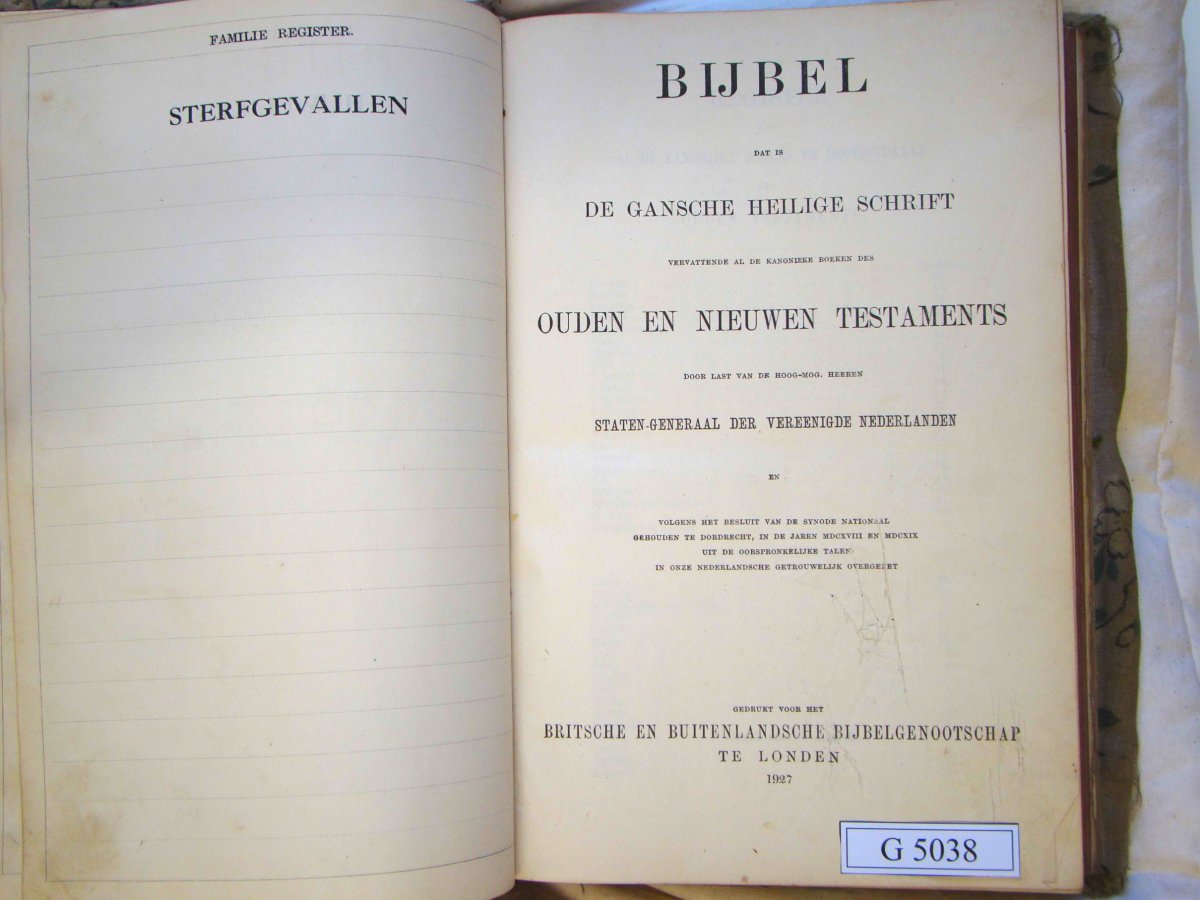 FAMILIE REGISTER.
STERFGEVALLEN
BIJBEL
DAT IS
DE GANSCHE HEILIGE SCHRIFT
VERVATTENDE AL DE KANONIEKE BOEKEN DES
OUDEN EN NIEUWEN TESTAMENTS
DOOR LAST VAN DE HOOG-MOG. HEEREN
STATEN-GENERAAL DER VEREENIGDE NEDERLANDEN
EN
VOLGENS HET BESLUIT VAN DE SYNODE NATIONAAL
GEHOUDEN TE DORDRECHT, IN DE JAREN MDCXVIII EN MDCXIX
UIT DE OORSPRONKELIJKE TALEN
IN ONZE NEDERLANDSCHE GETROUWELIJK OVERGEZET
GEDRUKT VOOR HET
BRITSCHE EN BUITENLANDSCHE BIJBELGENOOTSCHAP
TE LONDEN
1927
G 5038